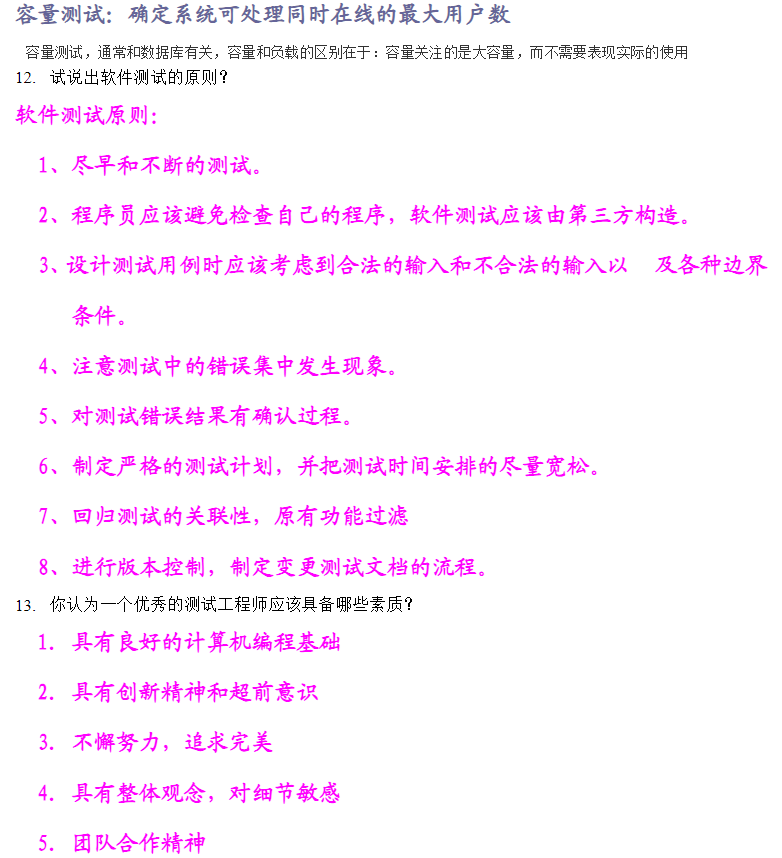 容量测试：确定系统可处理同时在线的最大用户数
容量测试，通常和数据库有关，容量和负载的区别在于：容量关注的是大容量，而不需要表现实际的使用
12. 试说出软件测试的原则？
软件测试原则：
1、尽早和不断的测试。
2、程序员应该避免检查自己的程序，软件测试应该由第三方构造。
3、设计测试用例时应该考虑到合法的输入和不合法的输入以 及各种边界
条件。
4、注意测试中的错误集中发生现象。
5、对测试错误结果有确认过程。
6、制定严格的测试计划，并把测试时间安排的尽量宽松。
7、回归测试的关联性，原有功能过滤
8、进行版本控制，制定变更测试文档的流程。
13. 你认为一个优秀的测试工程师应该具备哪些素质？
1. 具有良好的计算机编程基础
2. 具有创新精神和超前意识
3. 不懈努力，追求完美
4. 具有整体观念，对细节敏感
5. 团队合作精神